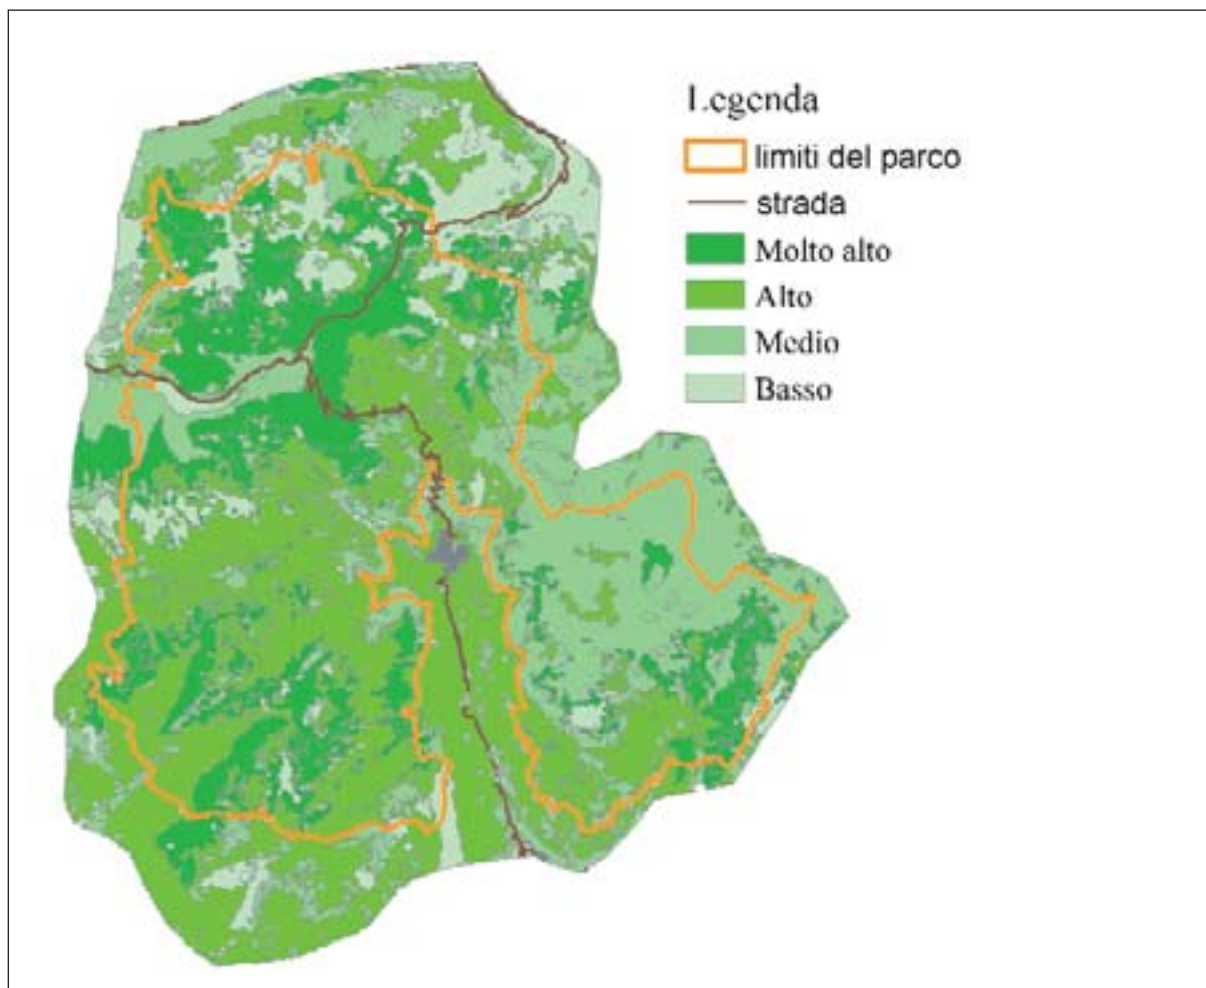 Legenda
limiti del parco
strada
Molto alto
Alto
Medio
Basso